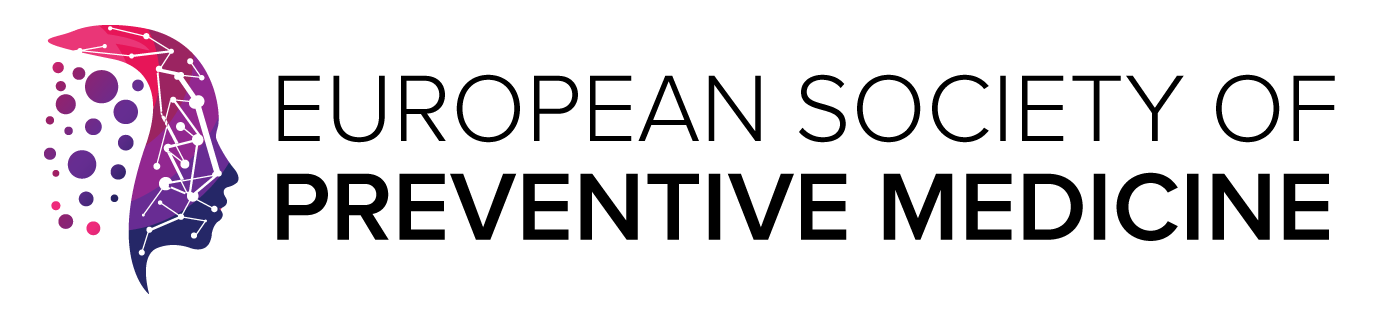 EUROPEAN SOCIETY OF
PREVENTIVE MEDICINE